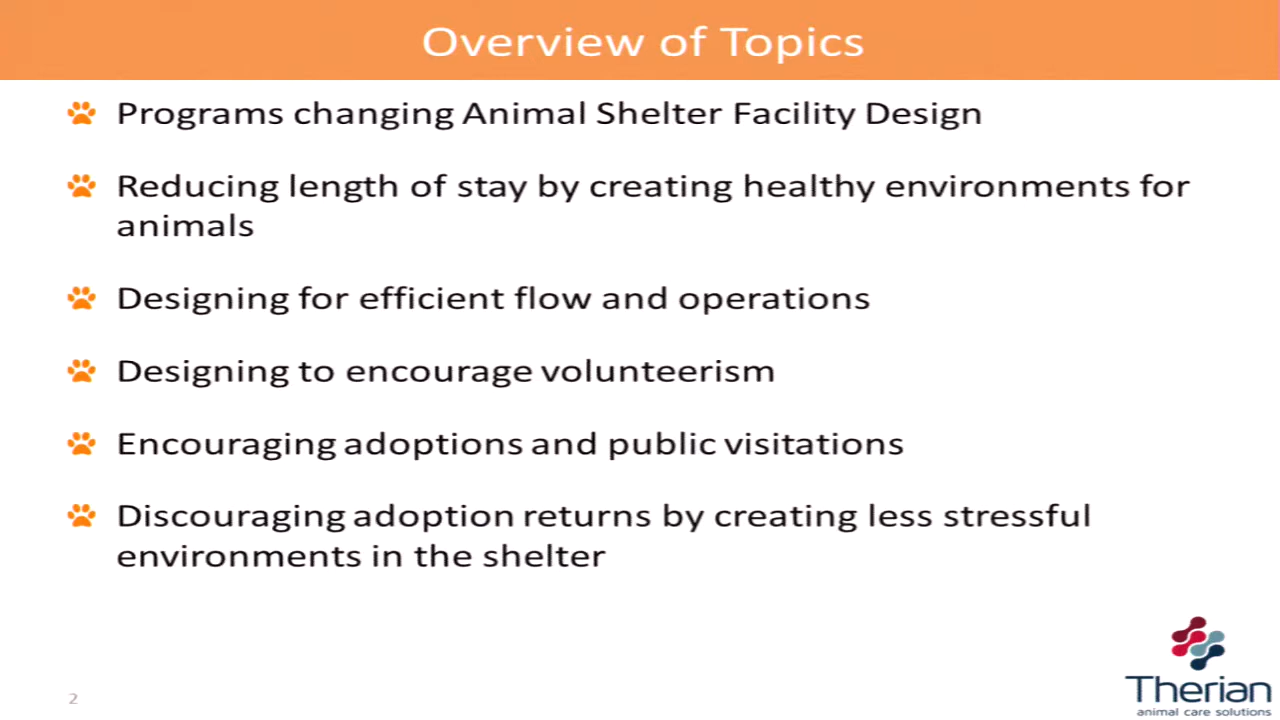 Overview of Topics
Programs changing Animal Shelter Facility Design
Reducing length of stay by creating healthy environments for
animals
Designing for efficient flow and operations
Designing to encourage volunteerism
Encouraging adoptions and public visitations
Discouraging adoption returns by creating less stressful
environments in the shelter
2
Therian
animal care solutions